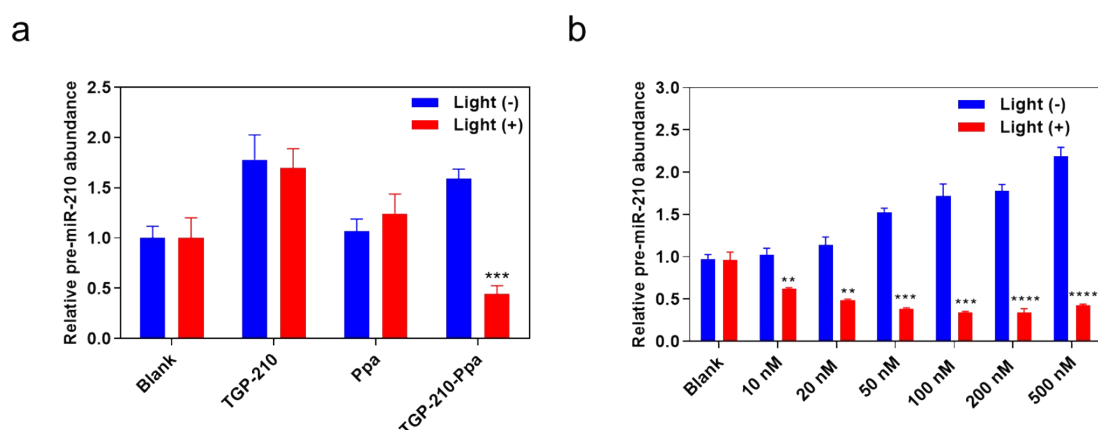 a
Relative pre-miR-210 abundance
2.5
2.0
1.5
1.0
0.5
0.0
Light (-)
Light (+)
***
Blank
TGP-210
Ppa
TGP-210-Ppa
b
Relative pre-miR-210 abundance
3.0
2.5
2.0
1.5
1.0
0.5
0.0
Light (-)
Light (+)
**
**
***
***
****
****
Blank
10 nM
20 nM
50 nM
100 nM
200 nM
500 nM